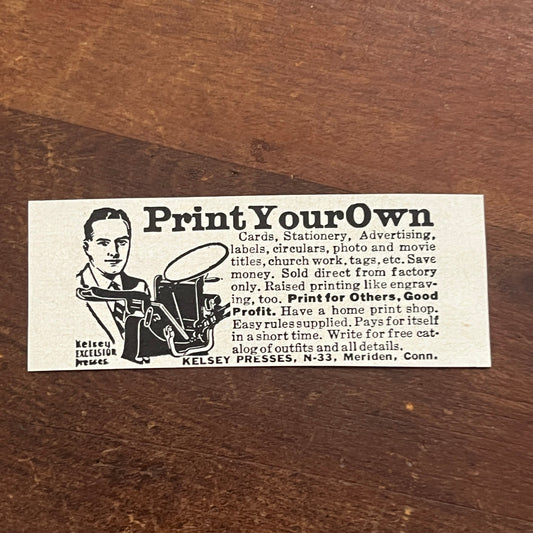 Print Your Own
Cards, Stationery, Advertising,
labels, circulars, photo and movie
titles, church work, tags, etc. Save
money. Sold direct from factory
only. Raised printing like engrav-
ing, too. Print for Others, Good
Profit. Have a home print shop.
Easy rules supplied. Pays for itself
in a short time. Write for free cat-
alog of outfits and all details.
KELSEY PRESSES, N-33, Meriden, Conn.
Kelsey
EXCELSIOR
Presses